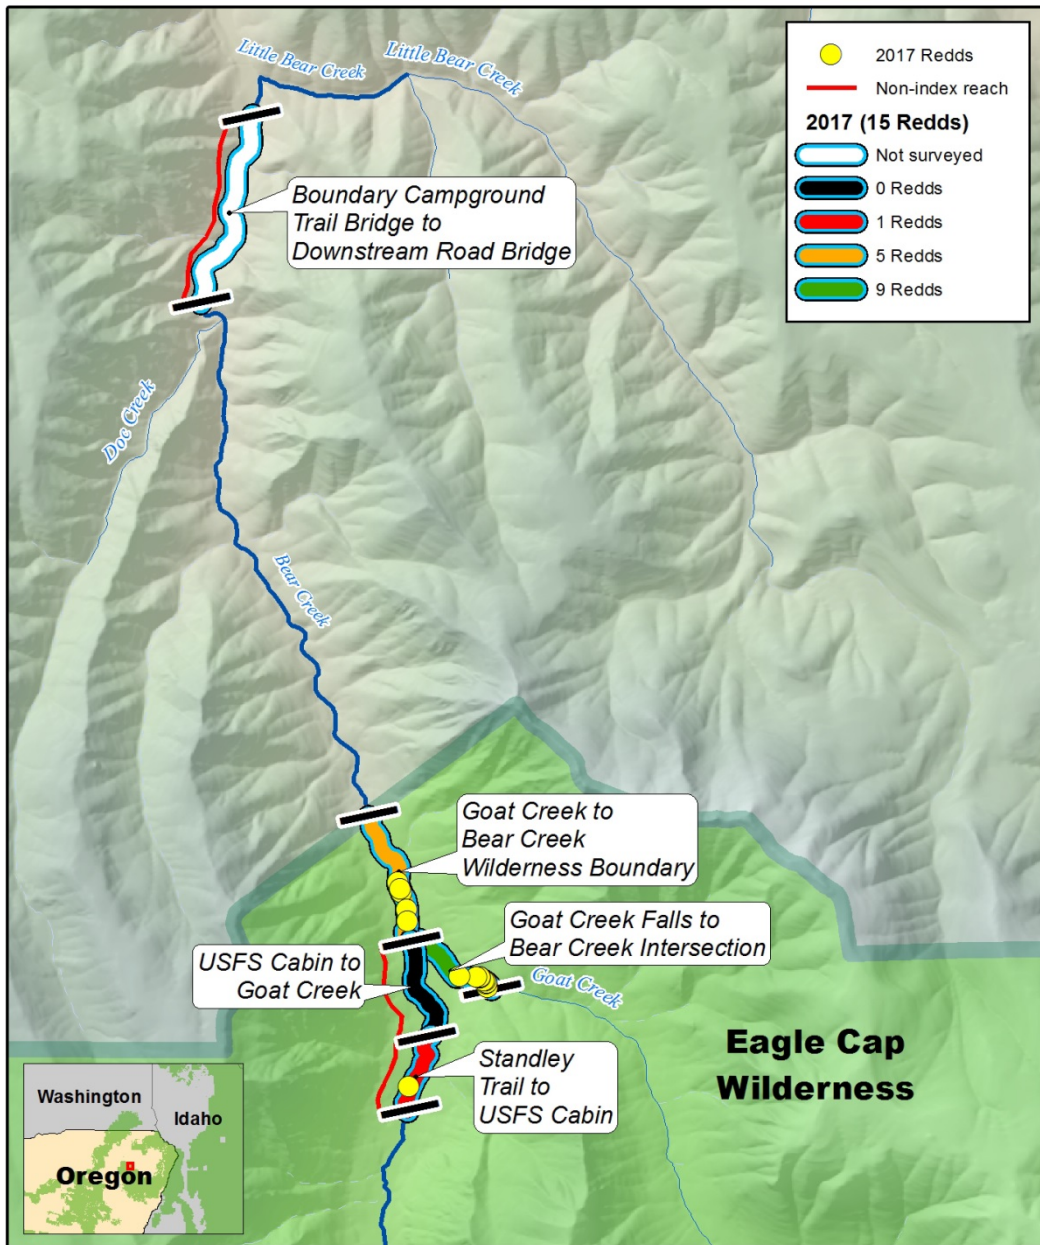 Little Bear Creek
Little Bear Creek
2017 Redds
Non-index reach
2017 (15 Redds)
Not surveyed
0 Redds
1 Redds
5 Redds
9 Redds
Boundary Campground
Trail Bridge to
Downstream Road Bridge
Doc Creek
Bear Creek
Goat Creek to
Bear Creek
Wilderness Boundary
Goat Creek Falls to
Bear Creek Intersection
USFS Cabin to
Goat Creek
Goat Creek
Standley
Trail to
USFS Cabin
Eagle Cap
Wilderness
Washington
Idaho
Oregon